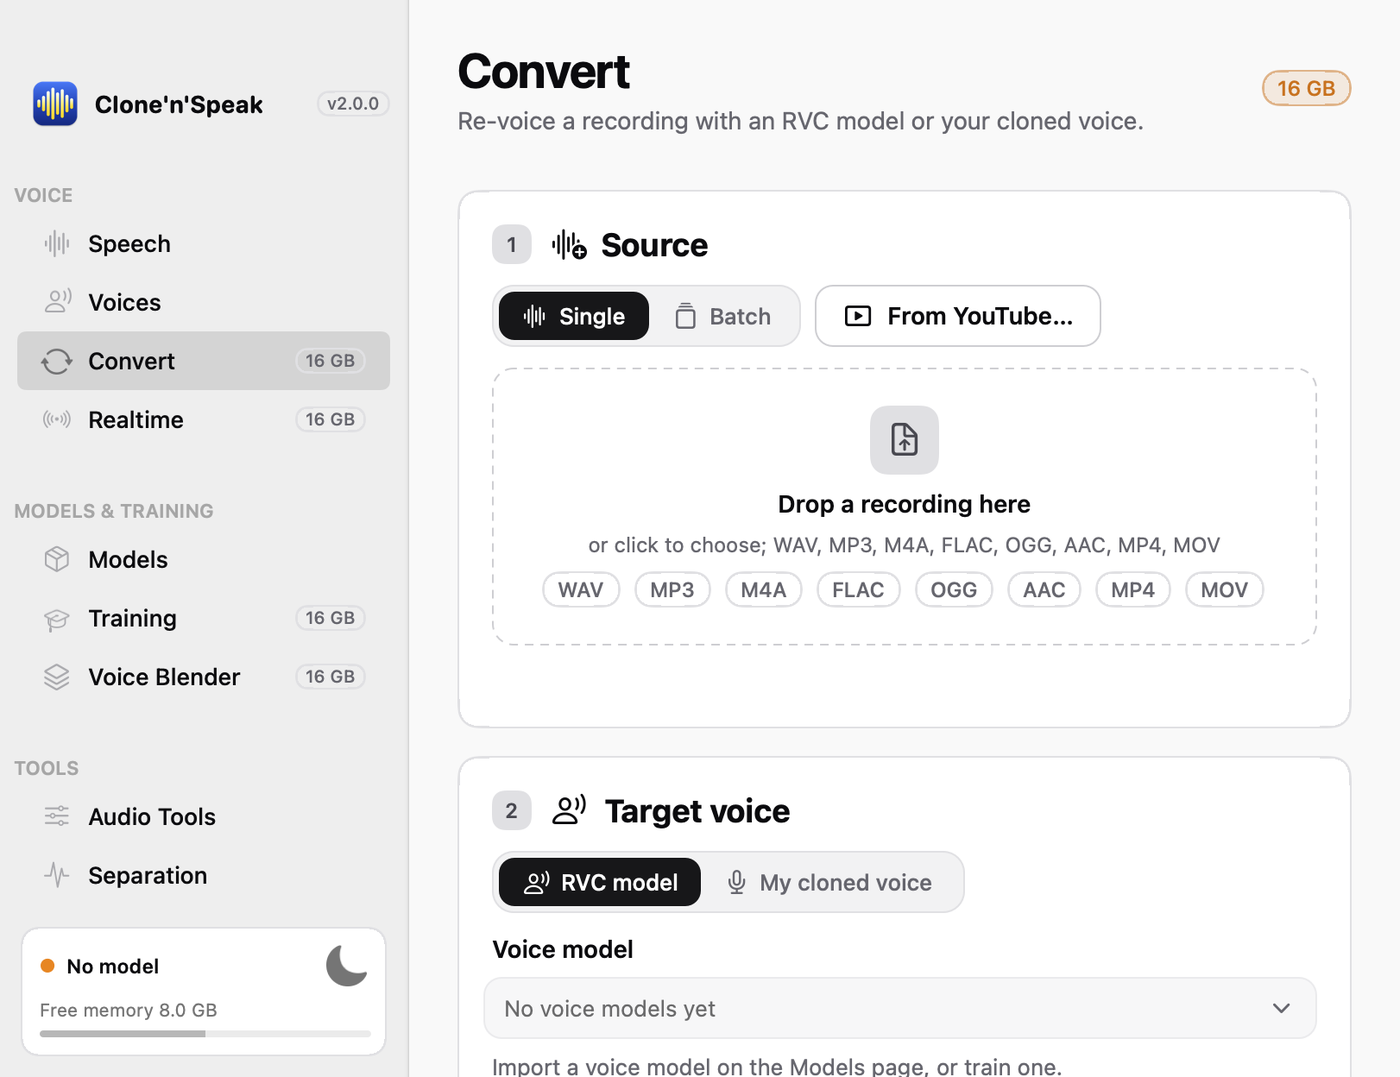 Clone'n'Speak
v2.0.0
VOICE
Speech
Voices
Convert
16 GB
Realtime
16 GB
MODELS & TRAINING
Models
Training
16 GB
Voice Blender
16 GB
TOOLS
Audio Tools
Separation
No model
Free memory 8.0 GB
Convert
Re-voice a recording with an RVC model or your cloned voice.
16 GB
1
Source
Single
Batch
From YouTube...
Drop a recording here
or click to choose; WAV, MP3, M4A, FLAC, OGG, AAC, MP4, MOV
WAV
MP3
M4A
FLAC
OGG
AAC
MP4
MOV
2
Target voice
RVC model
My cloned voice
Voice model
No voice models yet
Import a voice model on the Models page, or train one.